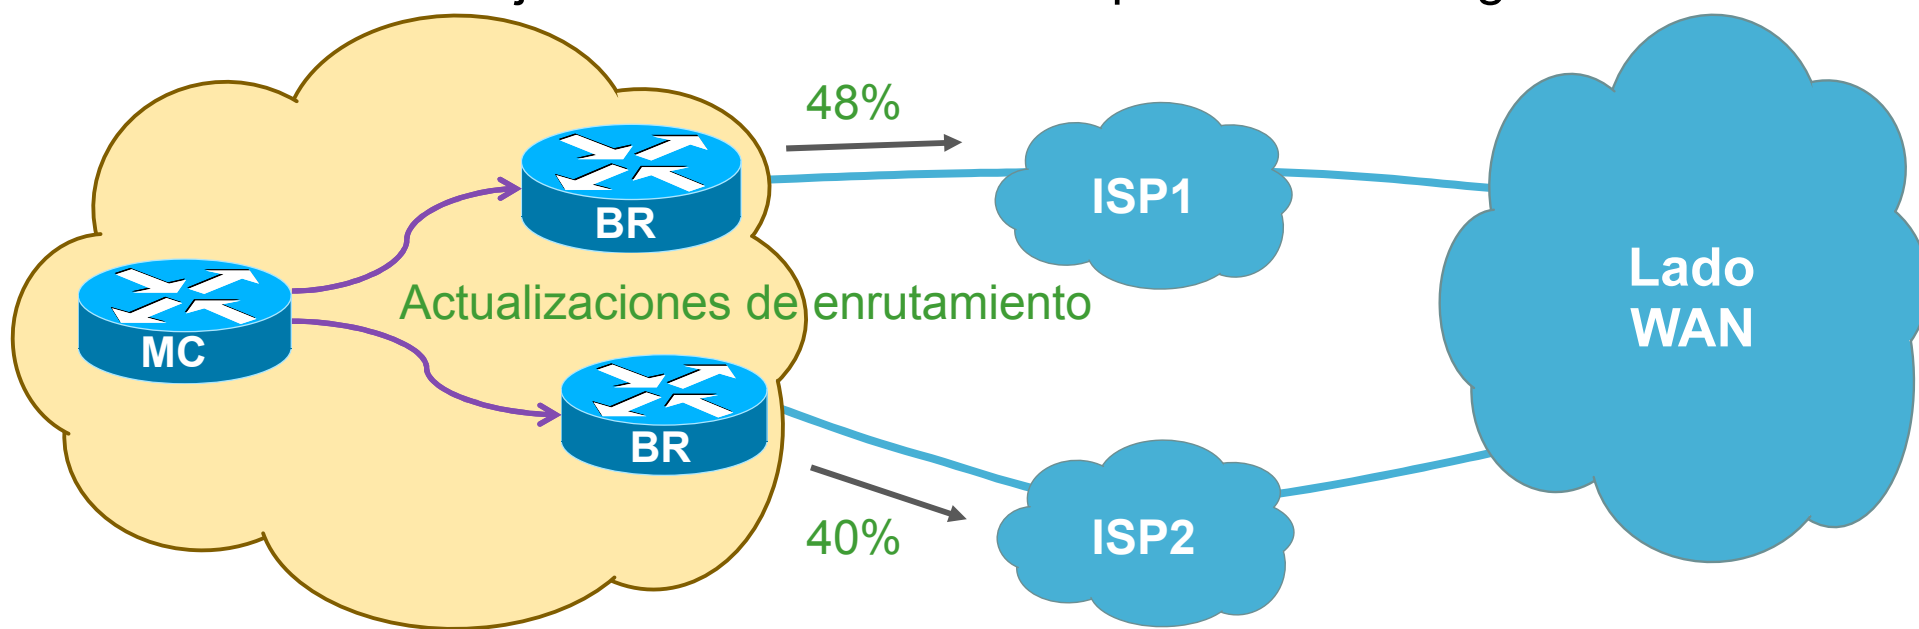 48%
BR
ISP1
Actualizaciones de enrutamiento
MC
Lado
WAN
BR
40%
ISP2